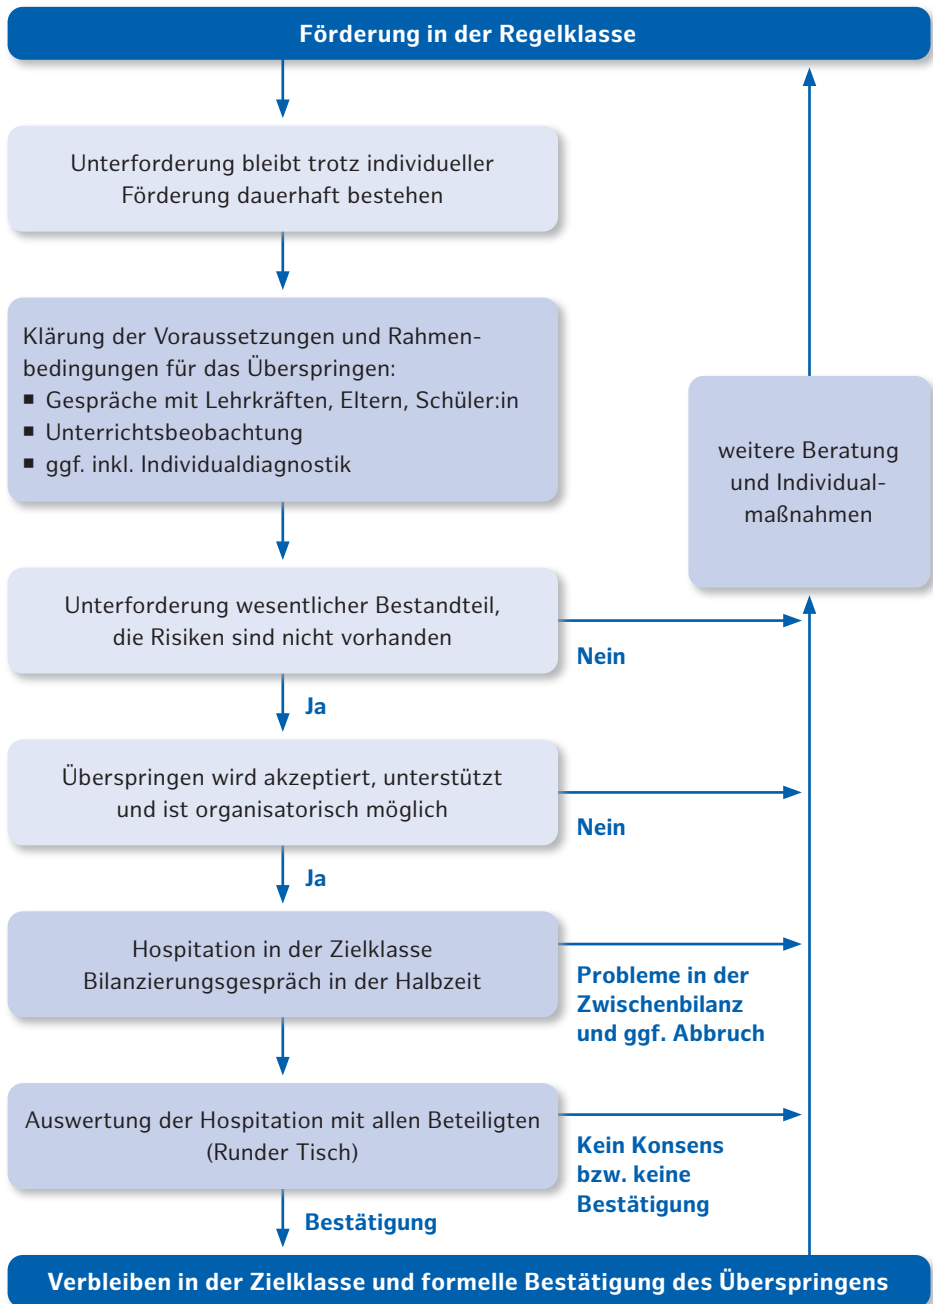 Förderung in der Regelklasse
Unterforderung bleibt trotz individueller
Förderung dauerhaft bestehen
Klärung der Voraussetzungen und Rahmen-
bedingungen für das Überspringen:
▪ Gespräche mit Lehrkräften, Eltern, Schüler:in
▪ Unterrichtsbeobachtung
▪ ggf. inkl. Individualdiagnostik
weitere Beratung
und Individual-
maßnahmen
Unterforderung wesentlicher Bestandteil,
die Risiken sind nicht vorhanden
Nein
Ja
Überspringen wird akzeptiert, unterstützt
und ist organisatorisch möglich
Nein
Ja
Hospitation in der Zielklasse
Bilanzierungsgespräch in der Halbzeit
Probleme in der
Zwischenbilanz
und ggf. Abbruch
Auswertung der Hospitation mit allen Beteiligten
(Runder Tisch)
Kein Konsens
bzw. keine
Bestätigung
Bestätigung
Verbleiben in der Zielklasse und formelle Bestätigung des Überspringens